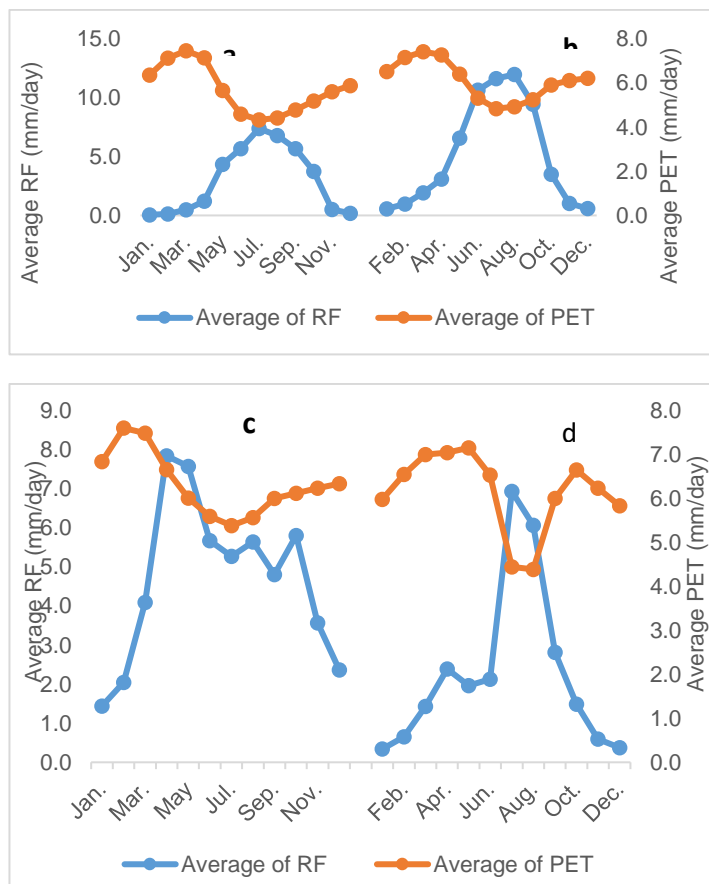 15.0
10.0
5.0
0.0
Average RF (mm/day)
a
b
8.0
6.0
4.0
2.0
0.0
Average PET (mm/day)
Jan. Mar. May Jul. Sep. Nov. Feb. Apr. Jun. Aug. Oct. Dec.
Average of RF Average of PET
9.0
8.0
7.0
6.0
5.0
4.0
3.0
2.0
1.0
0.0
Average RF (mm/day)
c
d
8.0
7.0
6.0
5.0
4.0
3.0
2.0
1.0
0.0
Average PET (mm/day)
Jan. Mar. May Jul. Sep. Nov. Feb. Apr. Jun. Aug. Oct. Dec.
Average of RF Average of PET